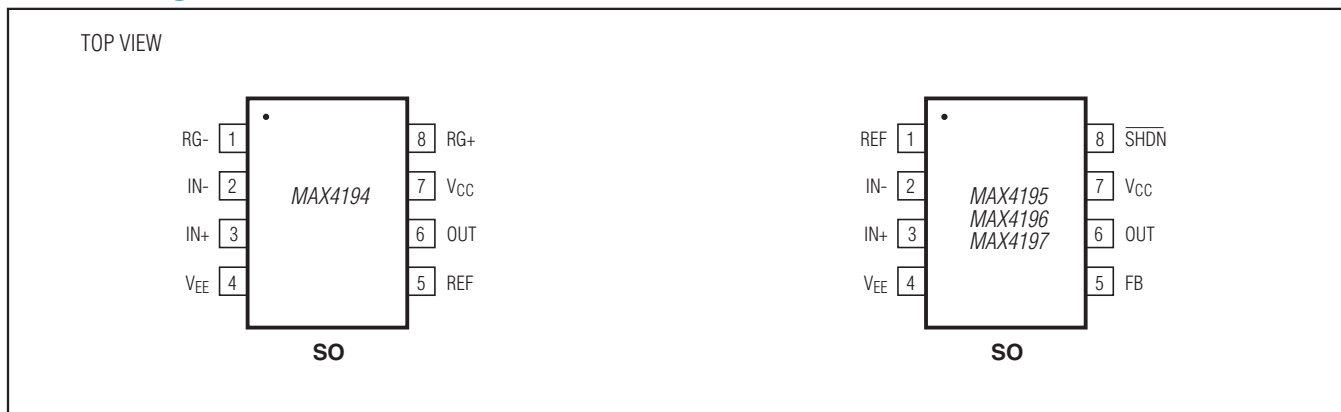 TOP VIEW
RG- 1
IN- 2
IN+ 3
VEE 4
MAX4194
8 RG+
7 VCC
6 OUT
5 REF
SO
REF 1
IN- 2
IN+ 3
VEE 4
MAX4195
MAX4196
MAX4197
8 SHDN
7 VCC
6 OUT
5 FB
SO